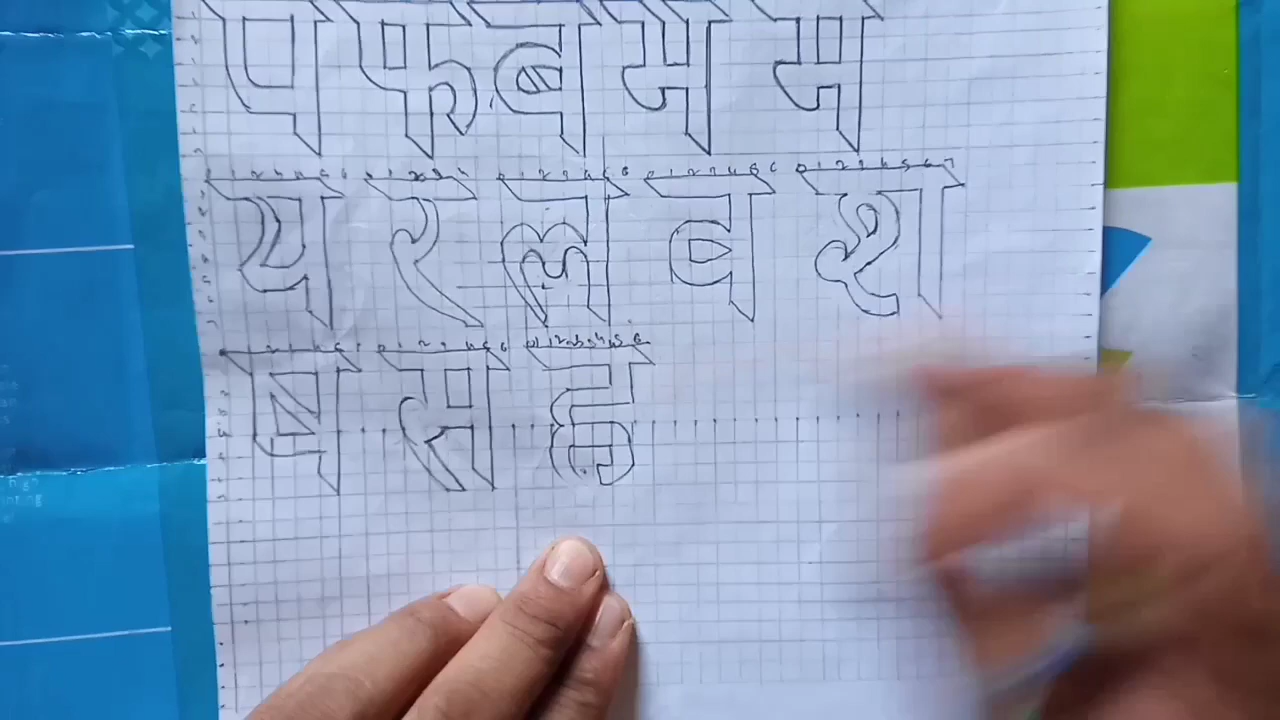 प फ ब भ म
य र ल व श
ष स ह